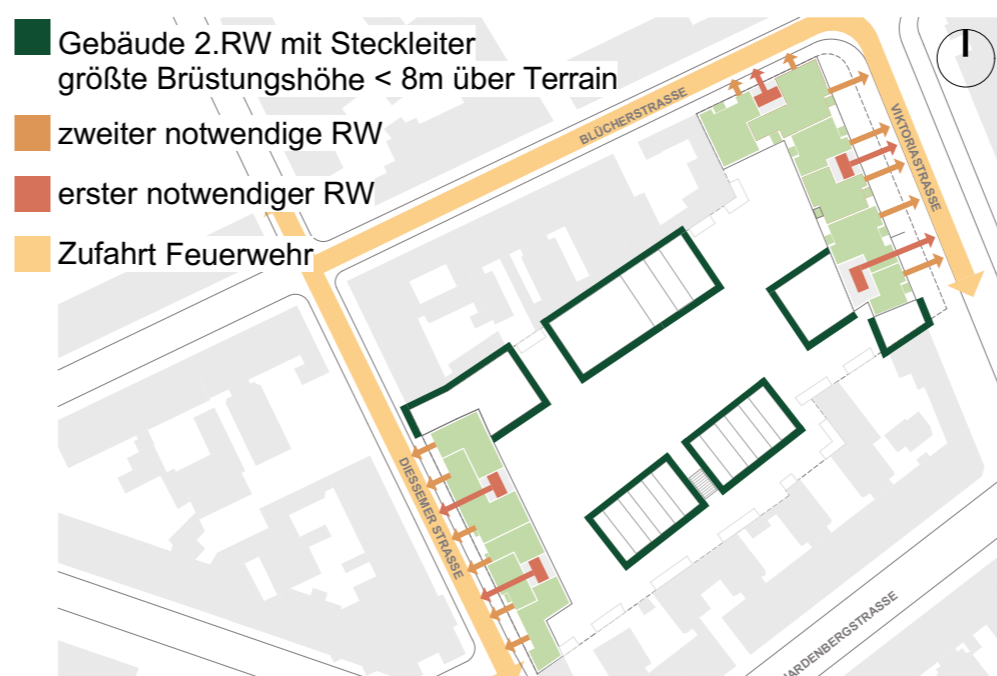 Gebäude 2.RW mit Steckleiter
größte Brüstungshöhe < 8m über Terrain
zweiter notwendige RW
erster notwendiger RW
Zufahrt Feuerwehr
BLÜCHERSTRASSE
VIKTORIASTRASSE
DIESSEMER STRASSE
HARDENBERGSTRASSE